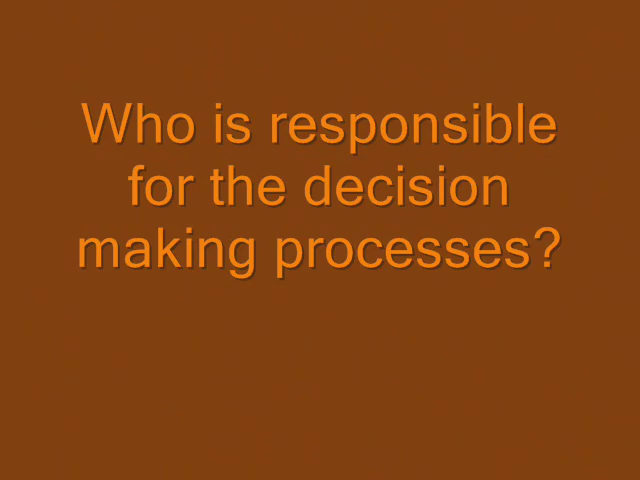 Who is responsible
for the decision
making processes?